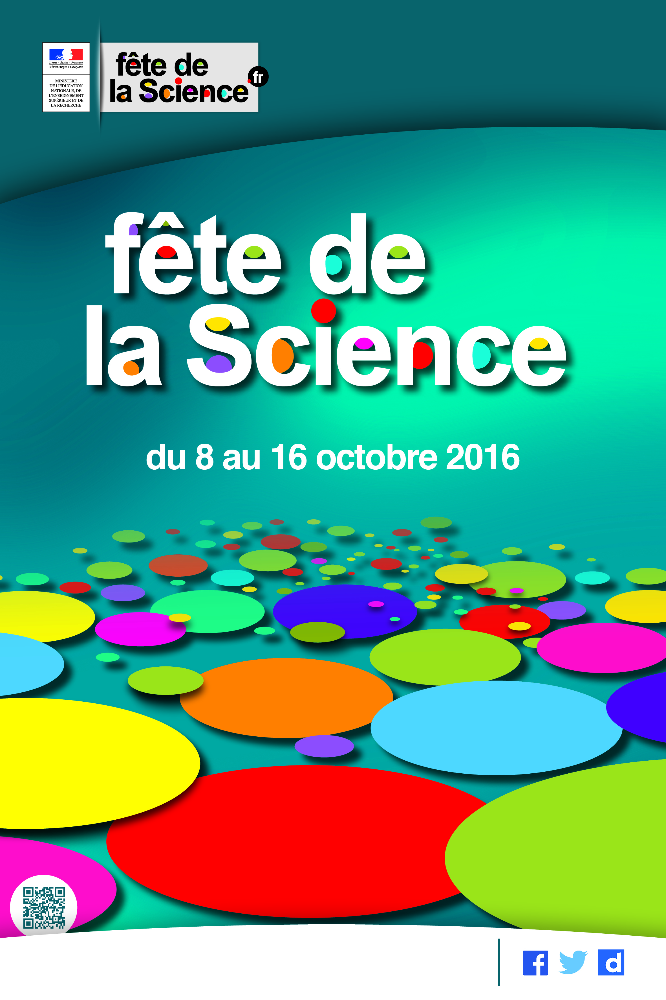 Liberté • Égalité • Fraternité
RÉPUBLIQUE FRANÇAISE
MINISTÈRE
DE L'ÉDUCATION
NATIONALE, DE
L'ENSEIGNEMENT
SUPÉRIEUR ET DE
LA RECHERCHE
fête de
la Science
.fr
fête de
la Science
du 8 au 16 octobre 2016